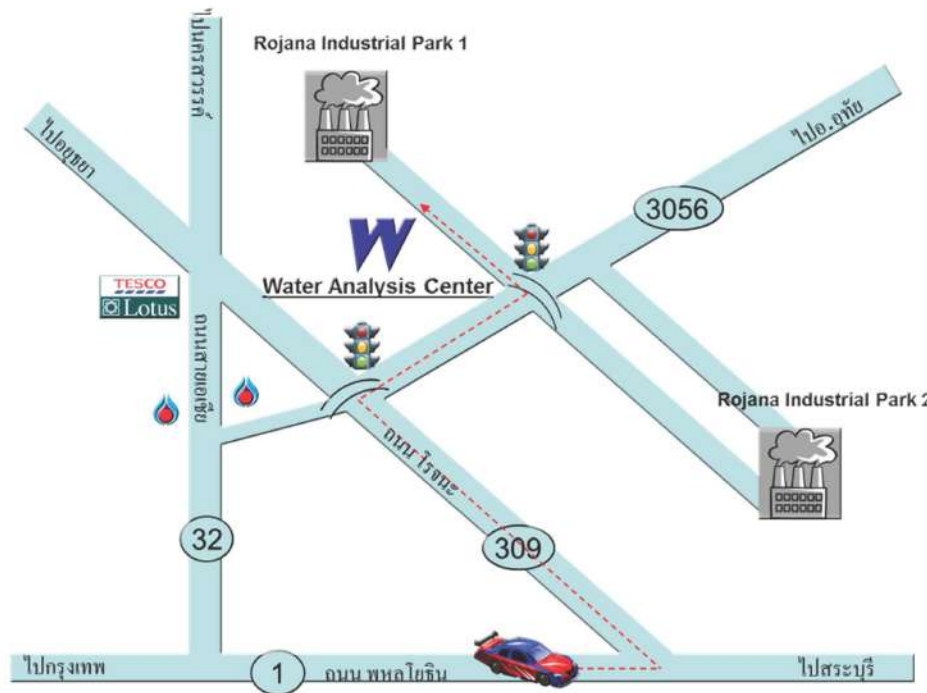 Rojana Industrial Park 1
ไปนครสวรรค์
ไปอยุธยา
ไปอ.อุทัย
3056
W
Water Analysis Center
TESCO
Lotus
ถนนสายเอเซีย
Rojana Industrial Park 2
ถนน โรจนะ
32
309
ไปกรุงเทพ
1
ถนน พหลโยธิน
ไปสระบุรี